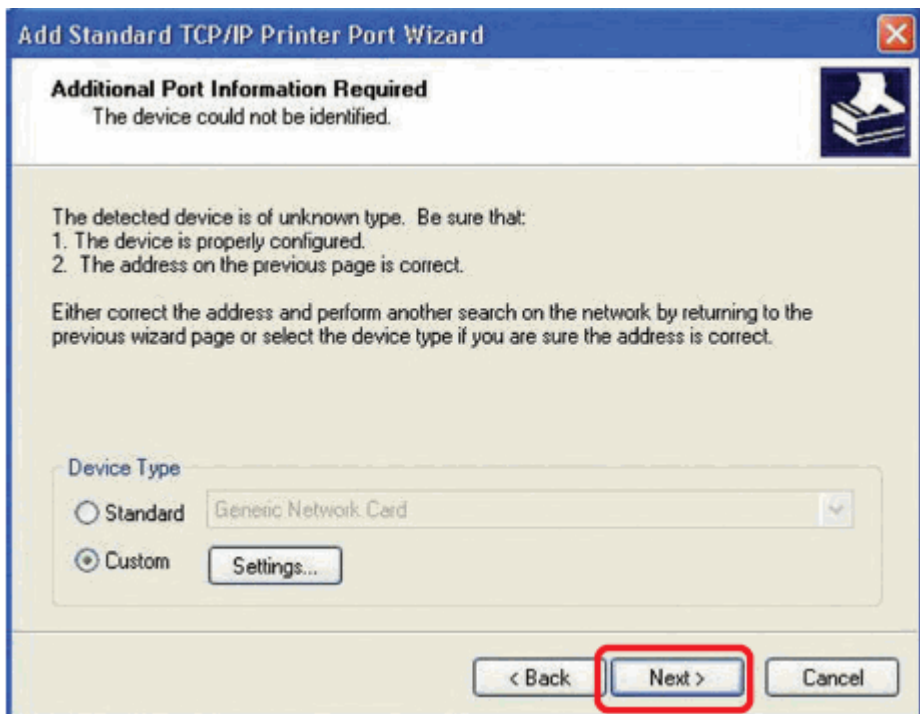 Add Standard TCP/IP Printer Port Wizard
Additional Port Information Required
The device could not be identified.
The detected device is of unknown type. Be sure that:
1. The device is properly configured.
2. The address on the previous page is correct.
Either correct the address and perform another search on the network by returning to the
previous wizard page or select the device type if you are sure the address is correct.
Device Type
Standard Generic Network Card
Custom Settings...
< Back Next > Cancel